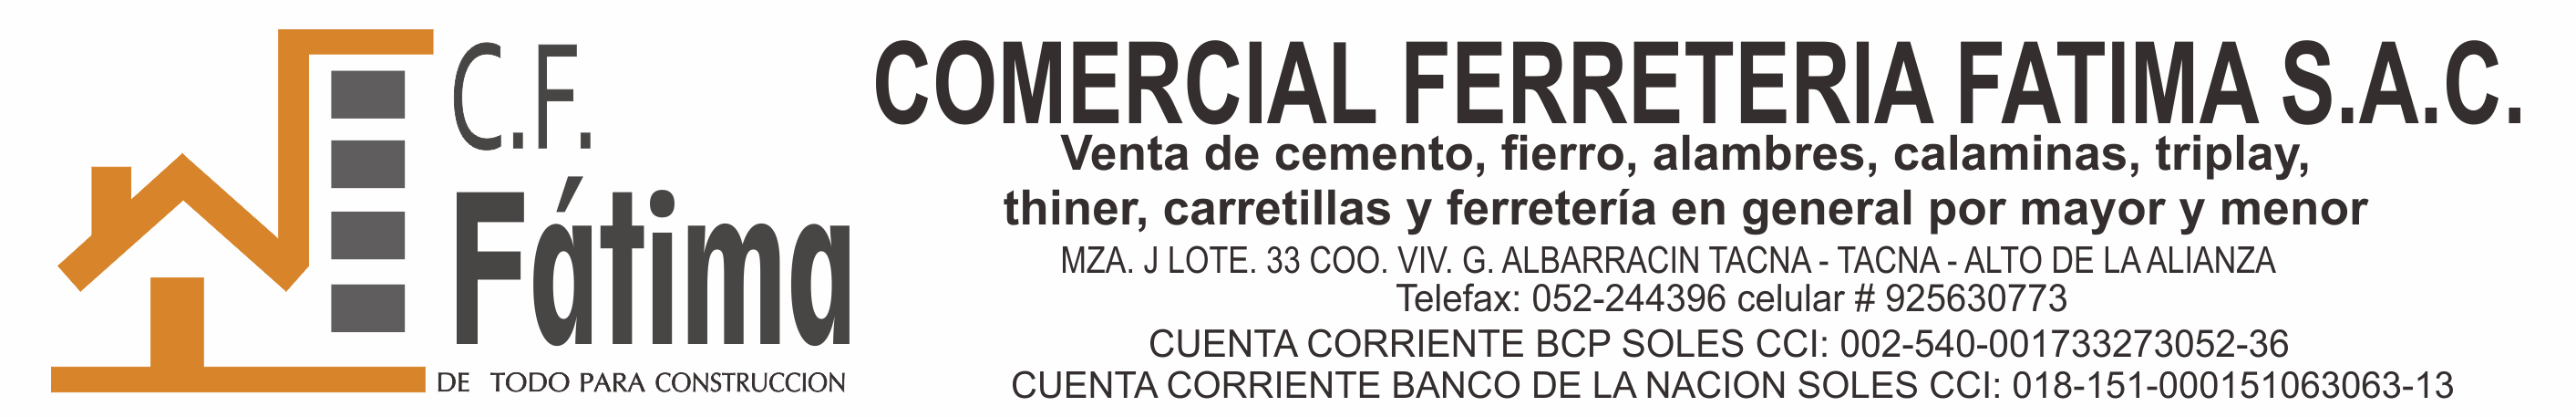 C.F.
Fátima
DE TODO PARA CONSTRUCCION
COMERCIAL FERRETERIA FATIMA S.A.C.
Venta de cemento, fierro, alambres, calaminas, triplay,
thiner, carretillas y ferretería en general por mayor y menor
MZA. J LOTE. 33 COO. VIV. G. ALBARRACIN TACNA - TACNA - ALTO DE LA ALIANZA
Telefax: 052-244396 celular # 925630773
CUENTA CORRIENTE BCP SOLES CCI: 002-540-001733273052-36
CUENTA CORRIENTE BANCO DE LA NACION SOLES CCI: 018-151-000151063063-13